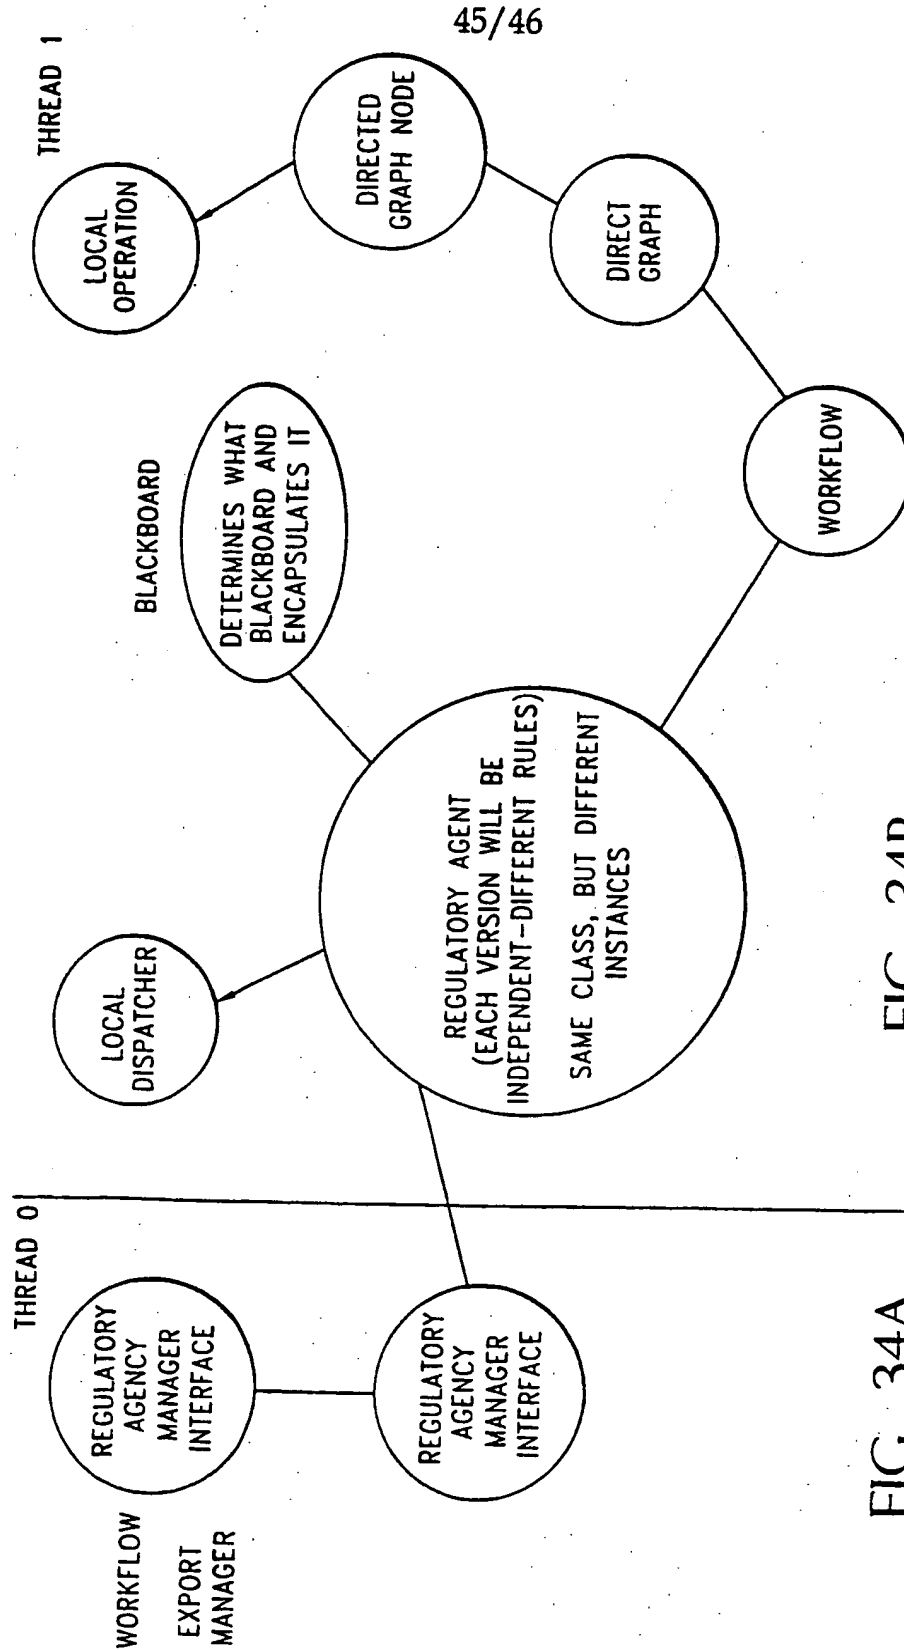 45/46
THREAD 0
WORKFLOW
EXPORT
MANAGER
REGULATORY
AGENCY
MANAGER
INTERFACE
REGULATORY
AGENCY
MANAGER
INTERFACE
FIG. 34A
THREAD 1
LOCAL
DISPATCHER
REGULATORY AGENT
(EACH VERSION WILL BE
INDEPENDENT-DIFFERENT RULES)
SAME CLASS, BUT DIFFERENT
INSTANCES
BLACKBOARD
DETERMINES WHAT
BLACKBOARD AND
ENCAPSULATES IT
LOCAL
OPERATION
DIRECTED
GRAPH NODE
DIRECT
GRAPH
WORKFLOW
FIG. 34B